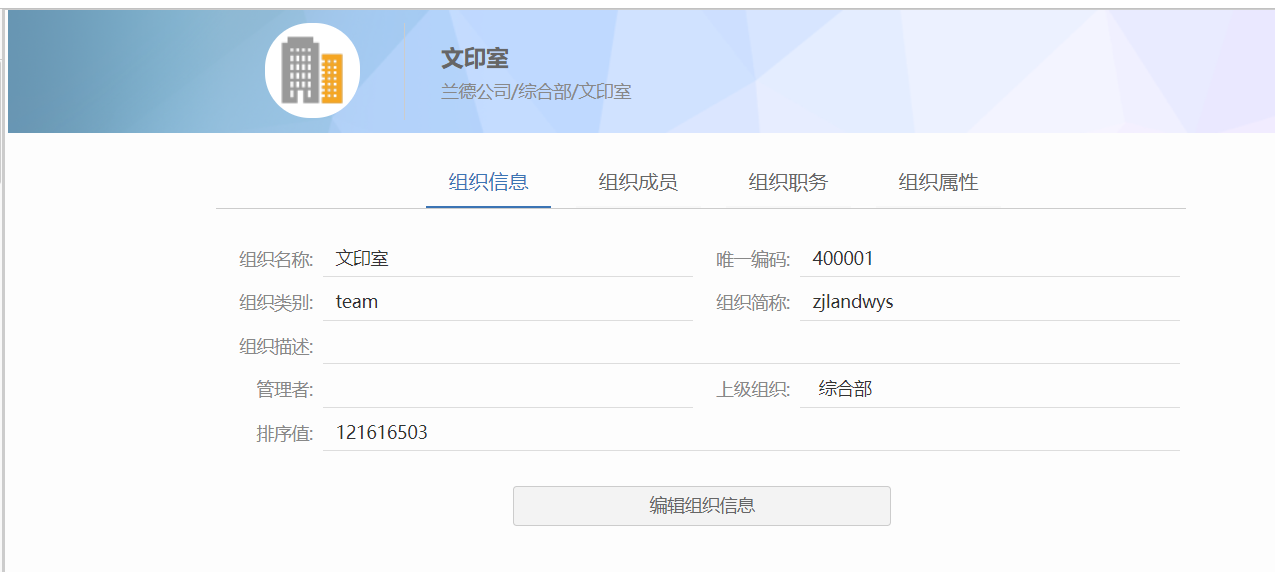 文印室
兰德公司/综合部/文印室
组织信息 组织成员 组织职务 组织属性
组织名称: 文印室 唯一编码: 400001
组织类别: team 组织简称: zjlandwys
组织描述:
管理者: 上级组织: 综合部
排序值: 121616503
编辑组织信息